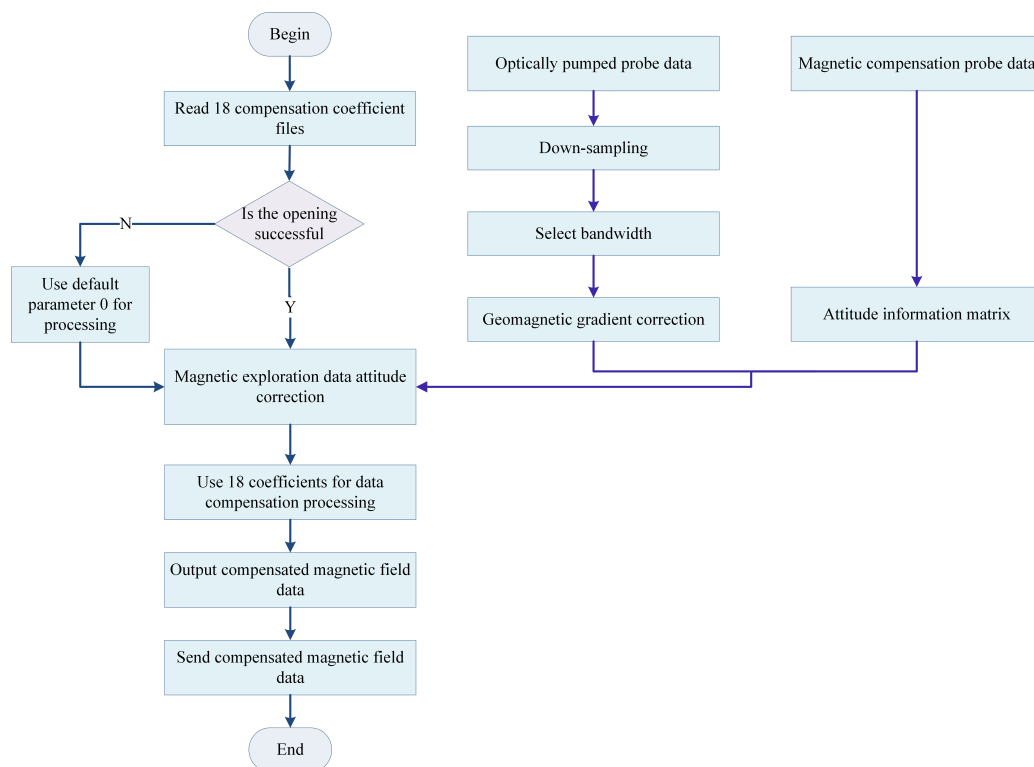 Begin
Read 18 compensation coefficient
files
Is the opening
successful
N
Use default
parameter 0 for
processing
Y
Magnetic exploration data attitude
correction
Use 18 coefficients for data
compensation processing
Output compensated magnetic field
data
Send compensated magnetic field
data
End
Optically pumped probe data
Down-sampling
Select bandwidth
Geomagnetic gradient correction
Magnetic compensation probe data
Attitude information matrix